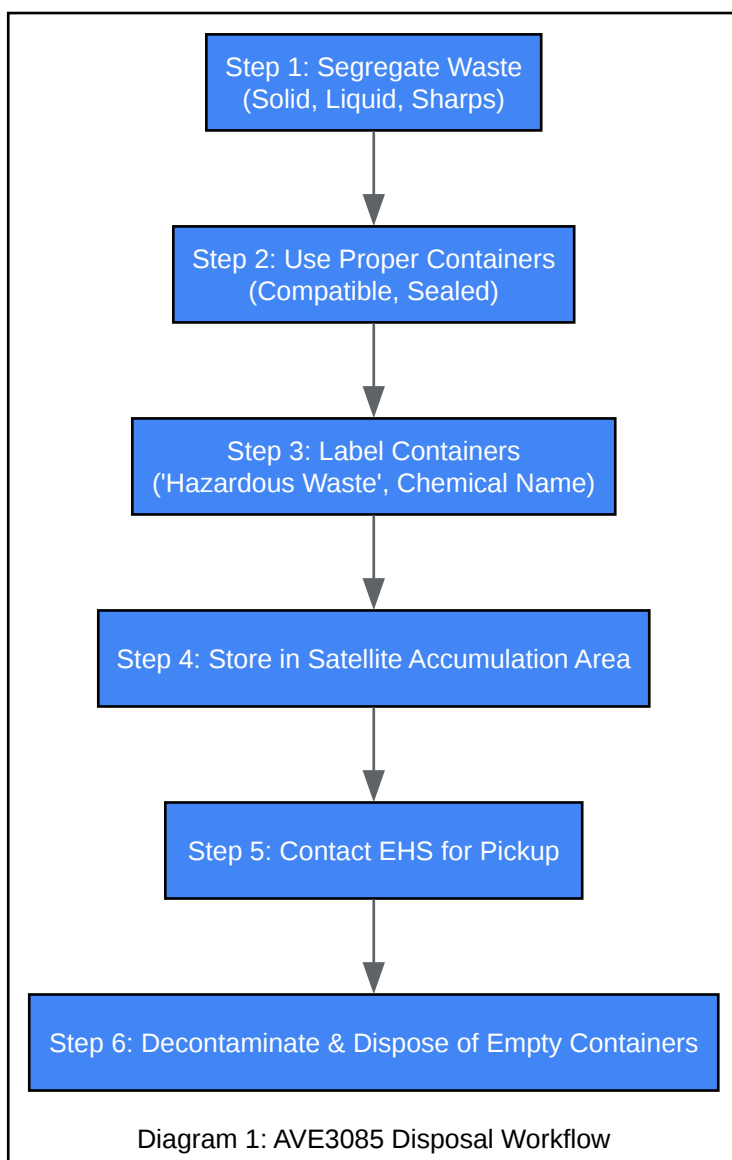 Step 1: Segregate Waste
(Solid, Liquid, Sharps)
Step 2: Use Proper Containers
(Compatible, Sealed)
Step 3: Label Containers
('Hazardous Waste', Chemical Name)
Step 4: Store in Satellite Accumulation Area
Step 5: Contact EHS for Pickup
Step 6: Decontaminate & Dispose of Empty Containers
Diagram 1: AVE3085 Disposal Workflow